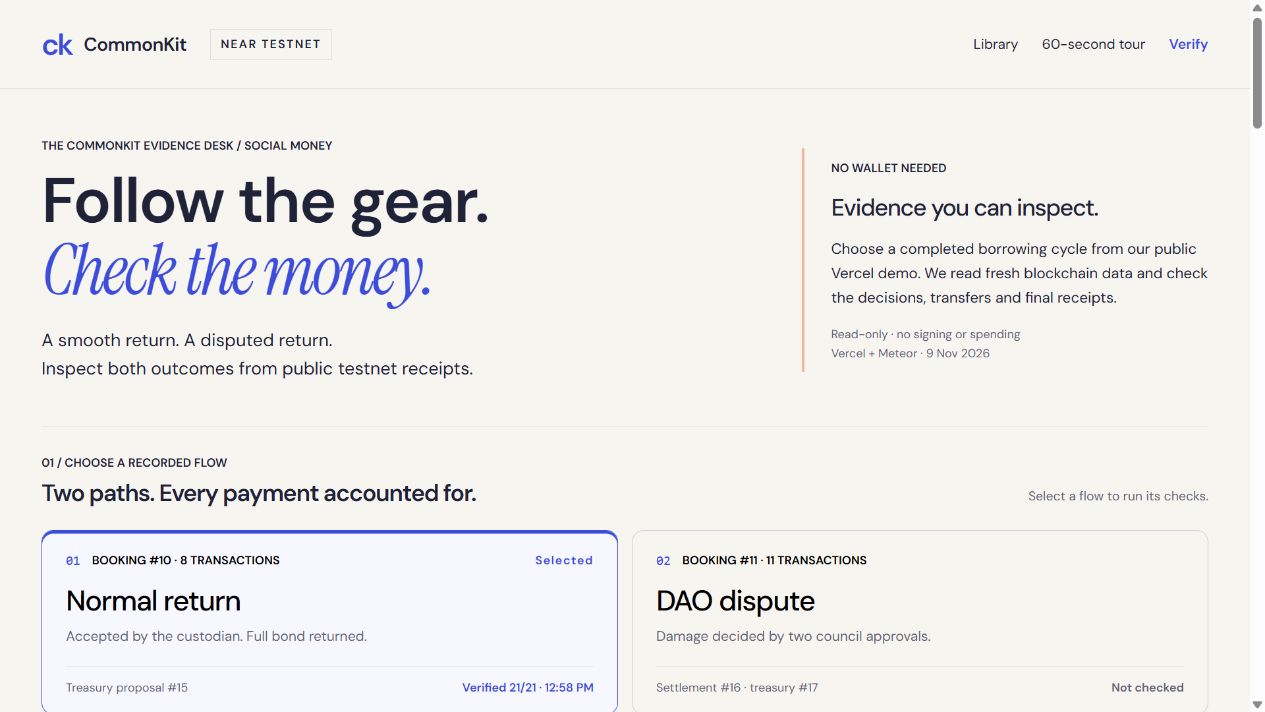 ck CommonKit NEAR TESTNET Library 60-second tour Verify
THE COMMONKIT EVIDENCE DESK / SOCIAL MONEY
Follow the gear.
Check the money.
A smooth return. A disputed return.
Inspect both outcomes from public testnet receipts.
NO WALLET NEEDED
Evidence you can inspect.
Choose a completed borrowing cycle from our public
Vercel demo. We read fresh blockchain data and check
the decisions, transfers and final receipts.
Read-only · no signing or spending
Vercel + Meteor · 9 Nov 2026
01 / CHOOSE A RECORDED FLOW
Two paths. Every payment accounted for.
Select a flow to run its checks.
01 BOOKING #10 · 8 TRANSACTIONS Selected
Normal return
Accepted by the custodian. Full bond returned.
Treasury proposal #15 Verified 21/21 · 12:58 PM
02 BOOKING #11 · 11 TRANSACTIONS
DAO dispute
Damage decided by two council approvals.
Settlement #16 · treasury #17 Not checked